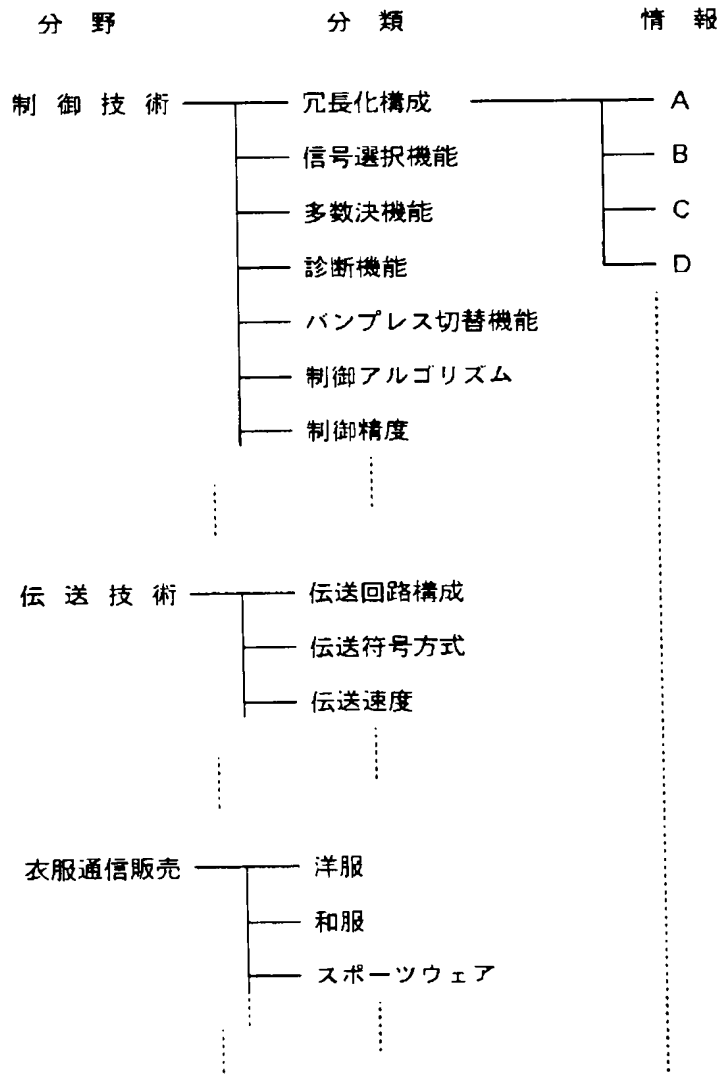 分野 分類 情報
制御技術 冗長化構成 A
信号選択機能 B
多数決機能 C
診断機能 D
バンプレス切替機能
制御アルゴリズム
制御精度
伝送技術 伝送回路構成
伝送符号方式
伝送速度
衣服通信販売 洋服
和服
スポーツウェア